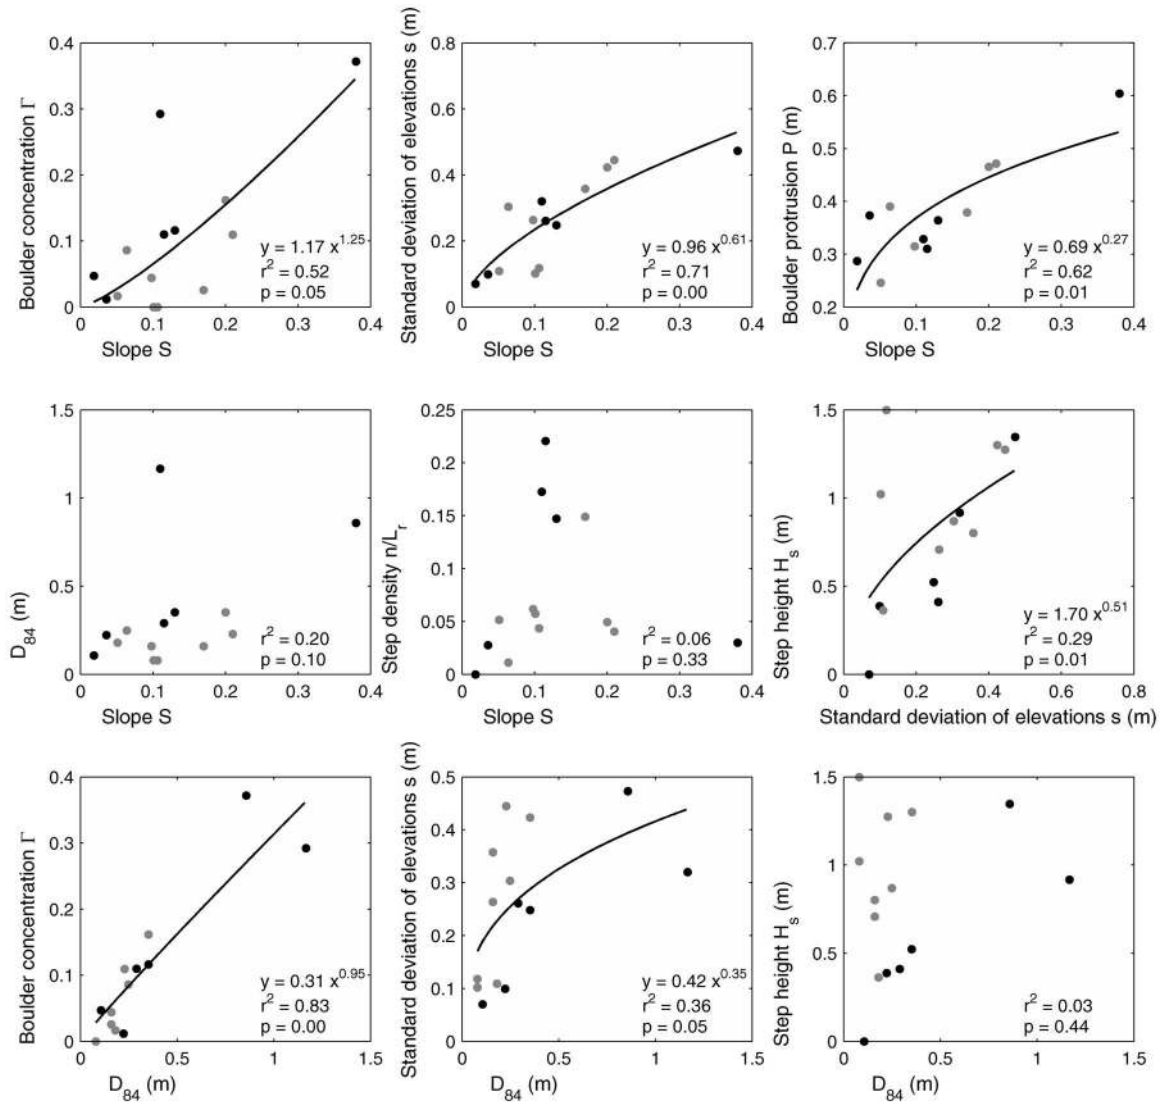 Boulder concentration Γ
0.4
0.3
0.2
0.1
0
0 0.1 0.2 0.3 0.4
Slope S
y = 1.17 x^1.25
r^2 = 0.52
p = 0.05
Standard deviation of elevations s (m)
0.8
0.6
0.4
0.2
0
0 0.1 0.2 0.3 0.4
Slope S
y = 0.96 x^0.61
r^2 = 0.71
p = 0.00
Boulder protrusion P (m)
0.7
0.6
0.5
0.4
0.3
0.2
0 0.1 0.2 0.3 0.4
Slope S
y = 0.69 x^0.27
r^2 = 0.62
p = 0.01
D_84 (m)
1.5
1
0.5
0
0 0.1 0.2 0.3 0.4
Slope S
r^2 = 0.20
p = 0.10
Step density n/L_r
0.25
0.2
0.15
0.1
0.05
0
0 0.1 0.2 0.3 0.4
Slope S
r^2 = 0.06
p = 0.33
Step height H_s (m)
1.5
1
0.5
0
0 0.2 0.4 0.6 0.8
Standard deviation of elevations s (m)
y = 1.70 x^0.51
r^2 = 0.29
p = 0.01
Boulder concentration Γ
0.4
0.3
0.2
0.1
0
0 0.5 1 1.5
D_84 (m)
y = 0.31 x^0.95
r^2 = 0.83
p = 0.00
Standard deviation of elevations s (m)
0.5
0.4
0.3
0.2
0.1
0
0 0.5 1 1.5
D_84 (m)
y = 0.42 x^0.35
r^2 = 0.36
p = 0.05
Step height H_s (m)
1.5
1
0.5
0
0 0.5 1 1.5
D_84 (m)
r^2 = 0.03
p = 0.44